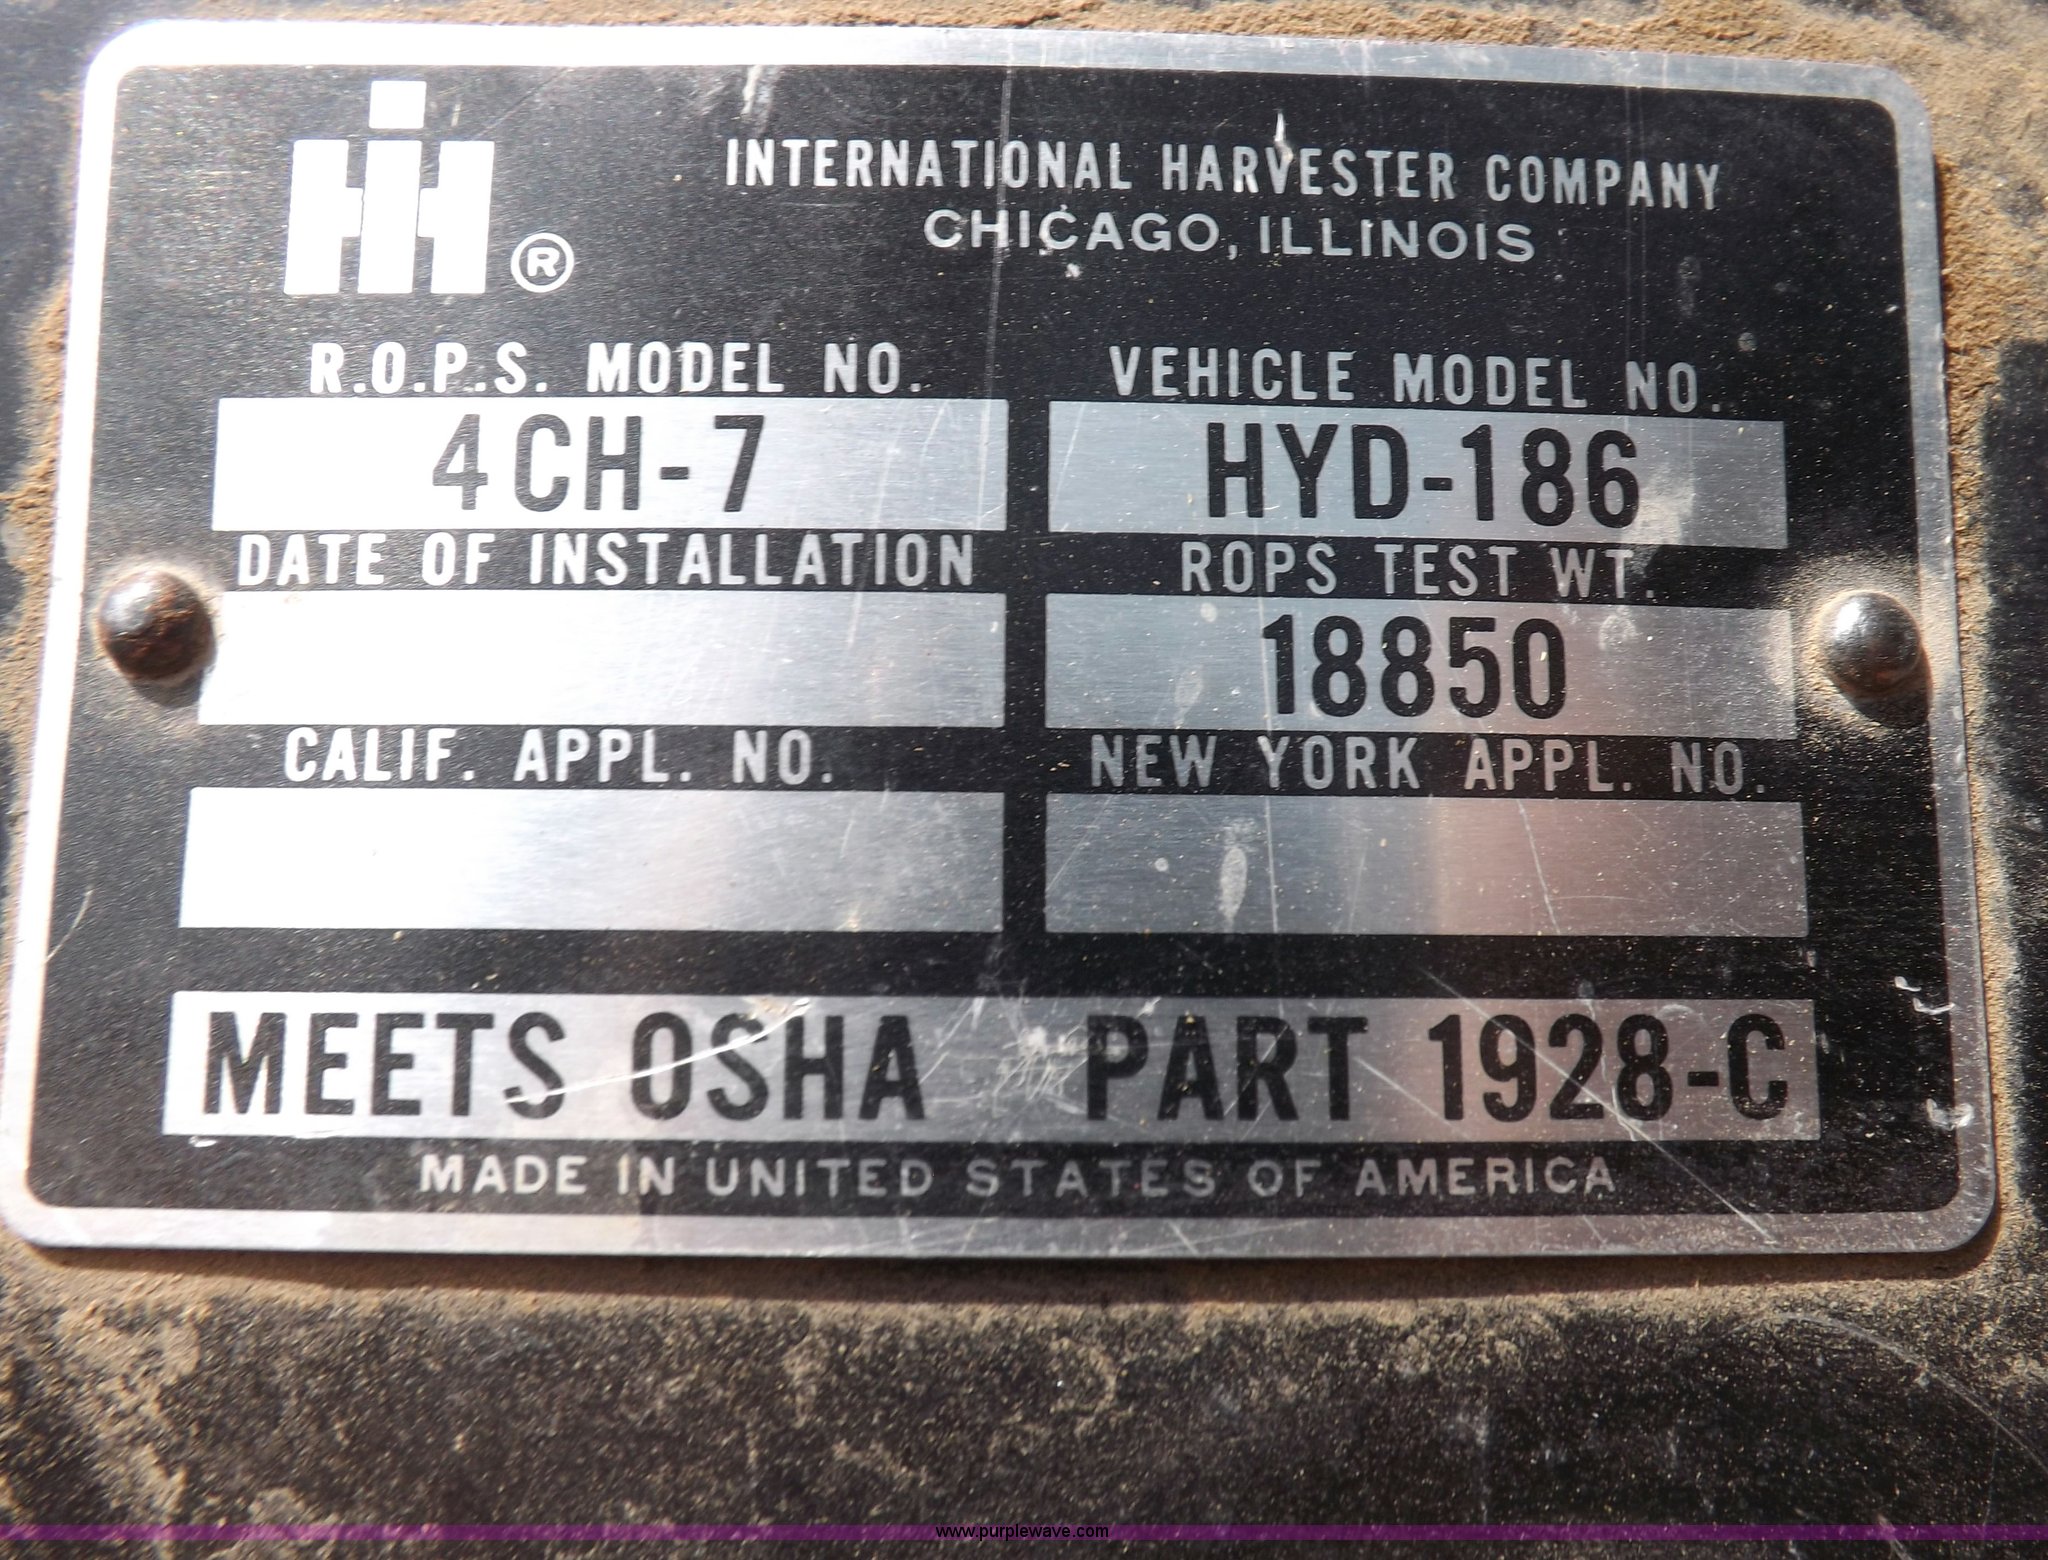 IH ®
INTERNATIONAL HARVESTER COMPANY
CHICAGO, ILLINOIS
R.O.P.S. MODEL NO.
4CH-7
VEHICLE MODEL NO.
HYD-186
DATE OF INSTALLATION
ROPS TEST WT.
18850
CALIF. APPL. NO.
NEW YORK APPL. NO.
MEETS OSHA PART 1928-C
MADE IN UNITED STATES OF AMERICA
www.purplewave.com